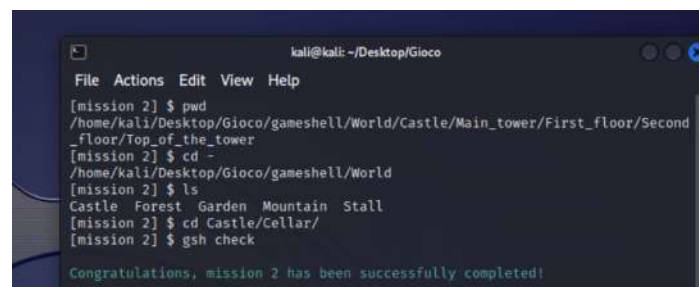 kali@kali: ~/Desktop/Gioco
File Actions Edit View Help
[mission 2] $ pwd
/home/kali/Desktop/Gioco/gameshell/World/Castle/Main_tower/First_floor/Second
_floor/Top_of_the_tower
[mission 2] $ cd -
/home/kali/Desktop/Gioco/gameshell/World
[mission 2] $ ls
Castle Forest Garden Mountain Stall
[mission 2] $ cd Castle/Cellar/
[mission 2] $ gsh check
Congratulations, mission 2 has been successfully completed!